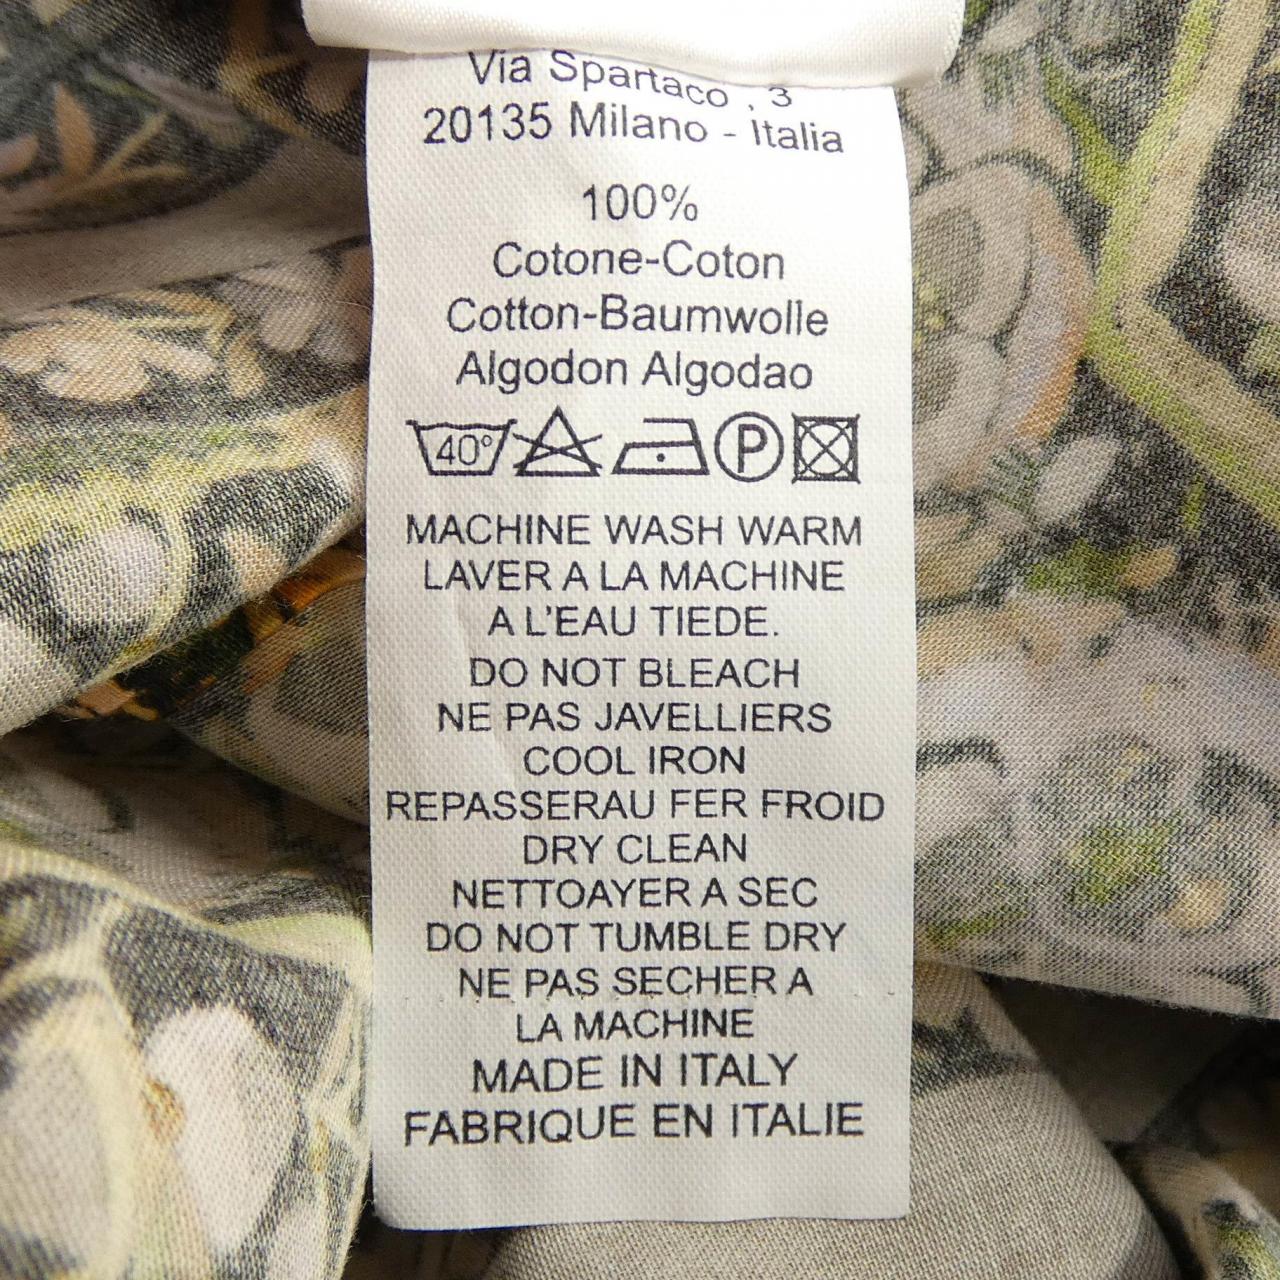 Via Spartaco , 3
20135 Milano - Italia
100%
Cotone-Coton
Cotton-Baumwolle
Algodon Algodao
40° P
MACHINE WASH WARM
LAVER A LA MACHINE
A L'EAU TIEDE.
DO NOT BLEACH
NE PAS JAVELLIERS
COOL IRON
REPASSERAU FER FROID
DRY CLEAN
NETTOAYER A SEC
DO NOT TUMBLE DRY
NE PAS SECHER A
LA MACHINE
MADE IN ITALY
FABRIQUE EN ITALIE